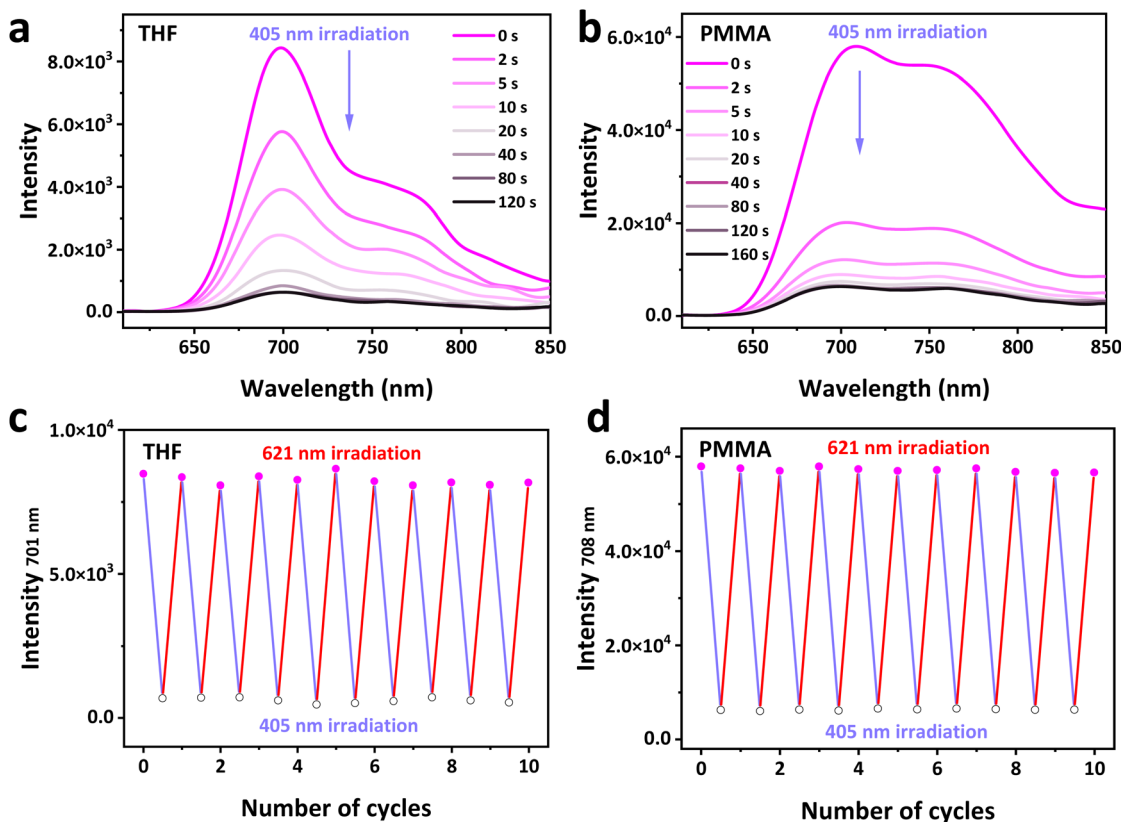 a
THF
405 nm irradiation
0 s
2 s
5 s
10 s
20 s
40 s
80 s
120 s
8.0×10³
6.0×10³
4.0×10³
2.0×10³
0.0
Intensity
650
700
750
800
850
Wavelength (nm)
b
PMMA
405 nm irradiation
0 s
2 s
5 s
10 s
20 s
40 s
80 s
120 s
160 s
6.0×10⁴
4.0×10⁴
2.0×10⁴
0.0
Intensity
650
700
750
800
850
Wavelength (nm)
c
THF
621 nm irradiation
405 nm irradiation
1.0×10⁴
5.0×10³
0.0
Intensity 701 nm
0
2
4
6
8
10
Number of cycles
d
PMMA
621 nm irradiation
405 nm irradiation
6.0×10⁴
4.0×10⁴
2.0×10⁴
0.0
Intensity 708 nm
0
2
4
6
8
10
Number of cycles